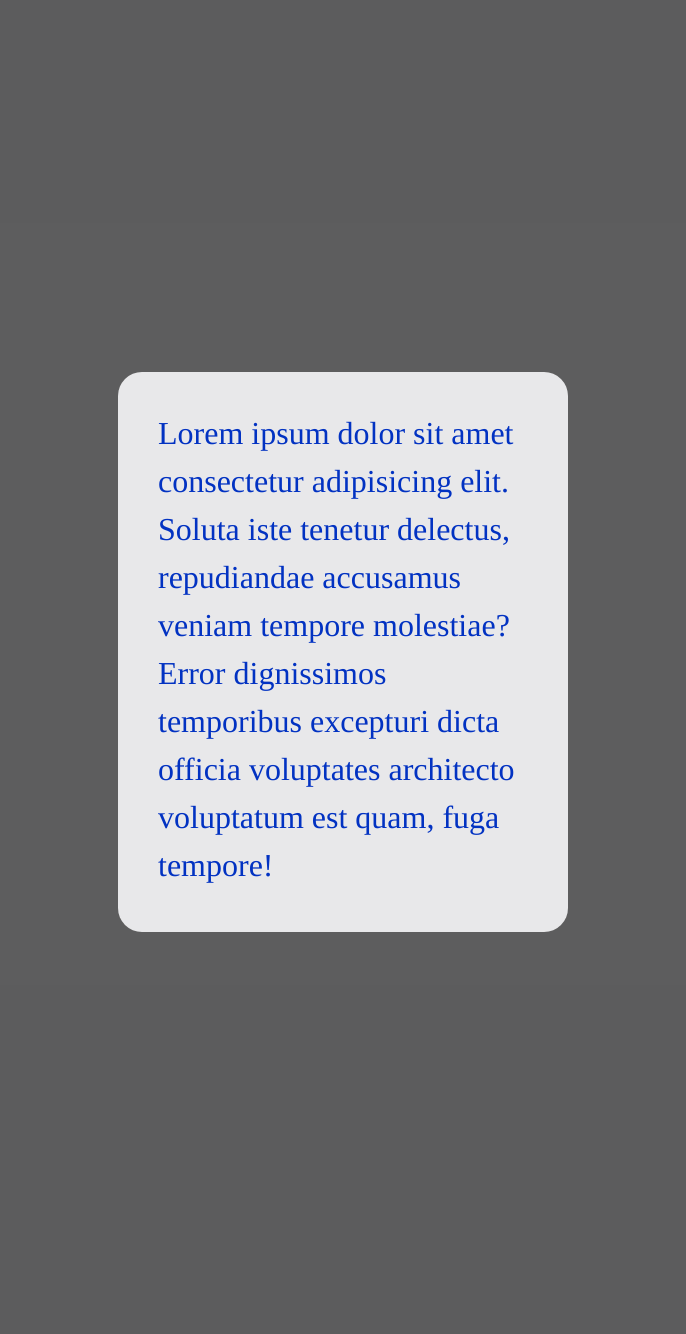 Lorem ipsum dolor sit amet
consectetur adipisicing elit.
Soluta iste tenetur delectus,
repudiandae accusamus
veniam tempore molestiae?
Error dignissimos
temporibus excepturi dicta
officia voluptates architecto
voluptatum est quam, fuga
tempore!